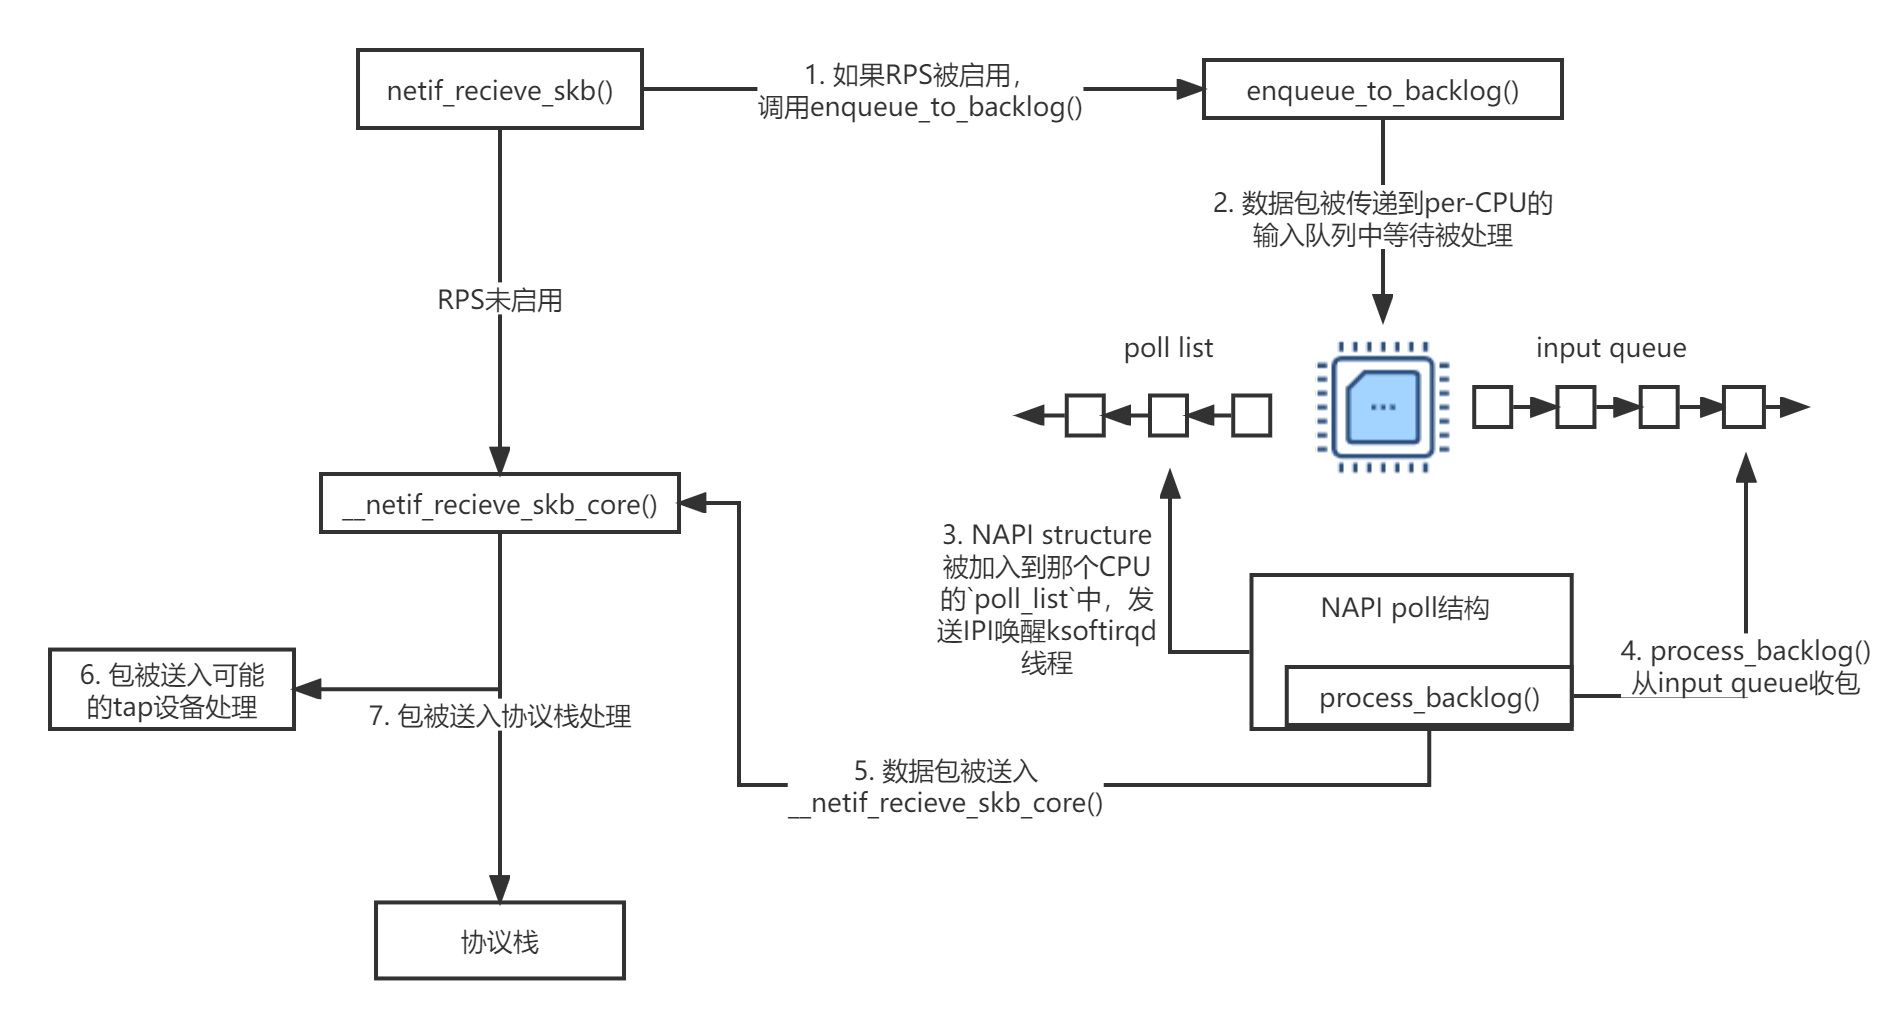 netif_recieve_skb()
1. 如果RPS被启用，
调用enqueue_to_backlog()
enqueue_to_backlog()
2. 数据包被传递到per-CPU的
输入队列中等待被处理
RPS未启用
poll list
input queue
__netif_recieve_skb_core()
3. NAPI structure
被加入到那个CPU
的`poll_list`中，发
送IPI唤醒ksoftirqd
线程
NAPI poll结构
process_backlog()
4. process_backlog()
从input queue收包
6. 包被送入可能
的tap设备处理
7. 包被送入协议栈处理
5. 数据包被送入
__netif_recieve_skb_core()
协议栈